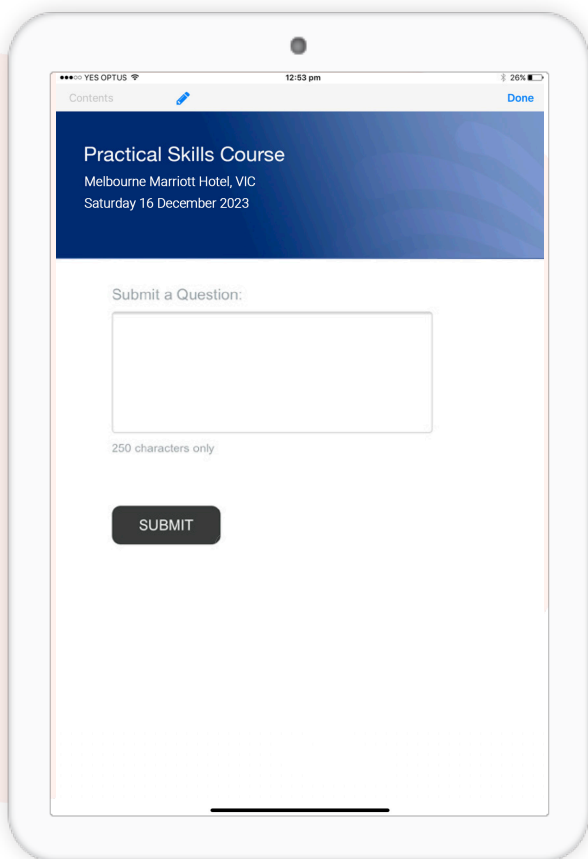 YES OPTUS 12:53 pm 26%
Contents Done
Practical Skills Course
Melbourne Marriott Hotel, VIC
Saturday 16 December 2023
Submit a Question:
250 characters only
SUBMIT